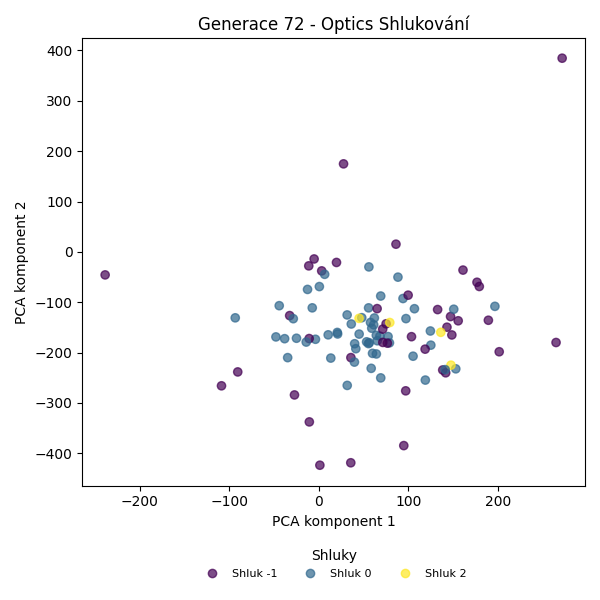 Generace 72 - Optics Shlukování
400
300
200
100
0
−100
−200
−300
−400
PCA komponent 2
−200
−100
0
100
200
PCA komponent 1
Shluky
Shluk -1
Shluk 0
Shluk 2